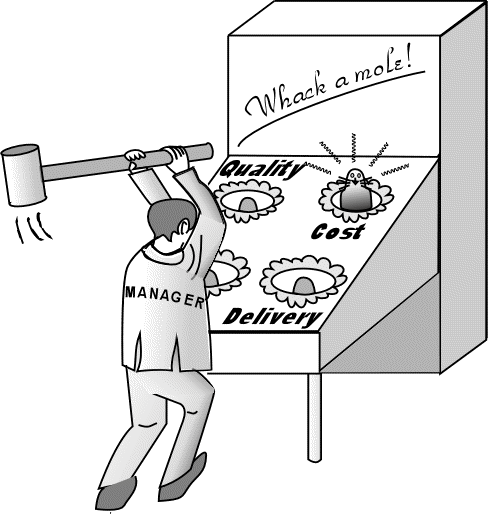 Whack a mole!
Quality
Cost
MANAGER
Delivery